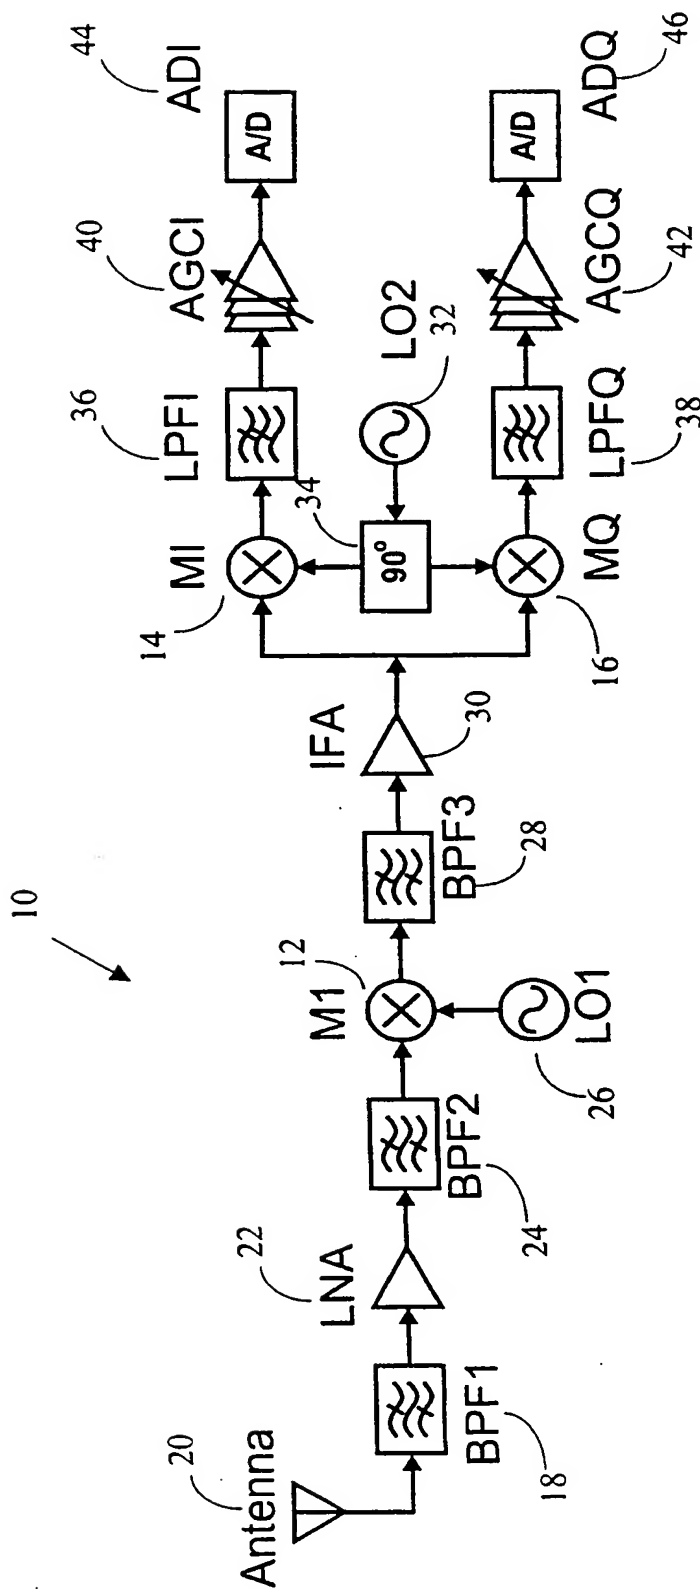 10
20
Antenna
BPF1
18
22
LNA
BPF2
24
M1
12
LO1
26
BPF3
28
IFA
30
14
MI
34
90°
LO2
32
MQ
16
36
LPFI
LPFQ
38
40
AGCI
AGCQ
42
44
ADI
A/D
A/D
ADQ
46